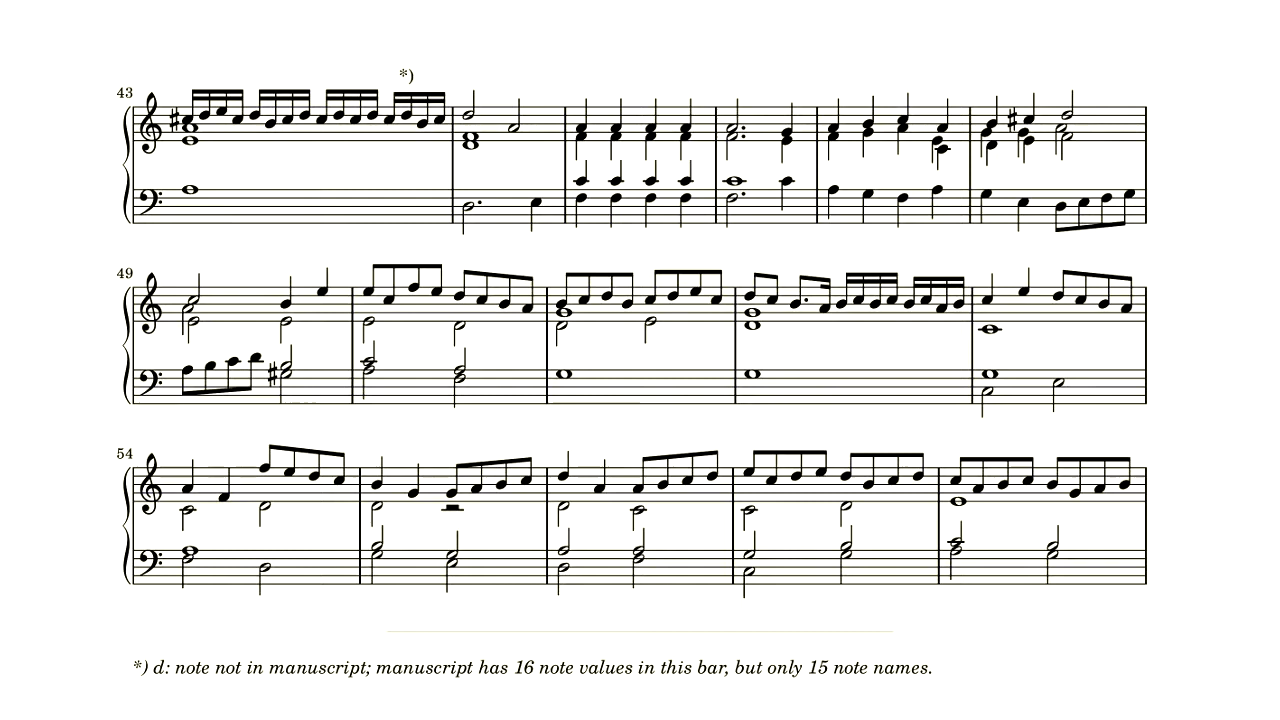 *)
43
49
54
*) d: note not in manuscript; manuscript has 16 note values in this bar, but only 15 note names.